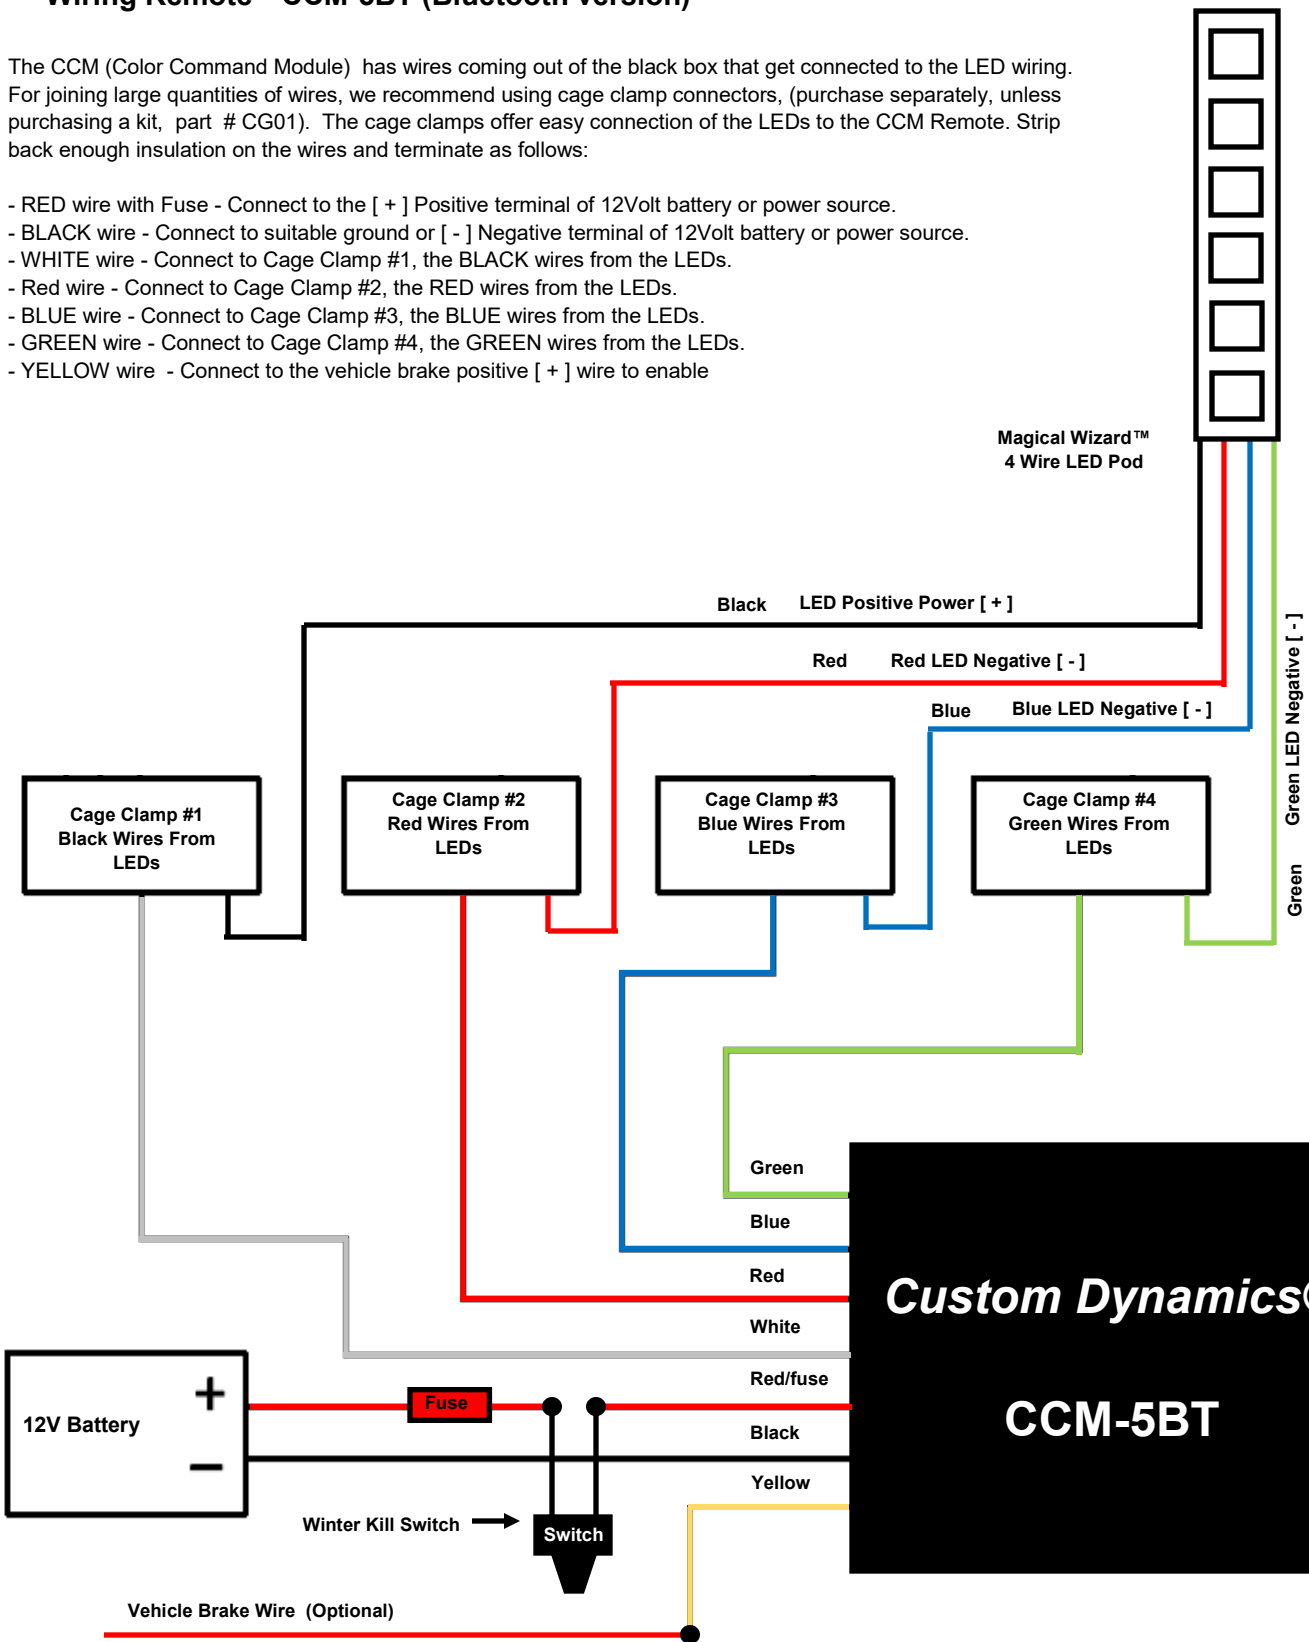 Wiring Remote - CCM-5BT (Bluetooth version)
The CCM (Color Command Module)  has wires coming out of the black box that get connected to the LED wiring.
For joining large quantities of wires, we recommend using cage clamp connectors, (purchase separately, unless
purchasing a kit,  part  # CG01).  The cage clamps offer easy connection of the LEDs to the CCM Remote. Strip
back enough insulation on the wires and terminate as follows:
- RED wire with Fuse - Connect to the [ + ] Positive terminal of 12Volt battery or power source.
- BLACK wire - Connect to suitable ground or [ - ] Negative terminal of 12Volt battery or power source.
- WHITE wire - Connect to Cage Clamp #1, the BLACK wires from the LEDs.
- Red wire - Connect to Cage Clamp #2, the RED wires from the LEDs.
- BLUE wire - Connect to Cage Clamp #3, the BLUE wires from the LEDs.
- GREEN wire - Connect to Cage Clamp #4, the GREEN wires from the LEDs.
- YELLOW wire  - Connect to the vehicle brake positive [ + ] wire to enable
Magical Wizard™
4 Wire LED Pod
Black LED Positive Power [ + ]
Red Red LED Negative [ - ]
Blue Blue LED Negative [ - ]
Green Green LED Negative [ - ]
Cage Clamp #1
Black Wires From
LEDs
Cage Clamp #2
Red Wires From
LEDs
Cage Clamp #3
Blue Wires From
LEDs
Cage Clamp #4
Green Wires From
LEDs
Green
Blue
Red
White
Red/fuse
Black
Yellow
Custom Dynamics®
CCM-5BT
12V Battery
+
−
Fuse
Winter Kill Switch
Switch
Vehicle Brake Wire  (Optional)